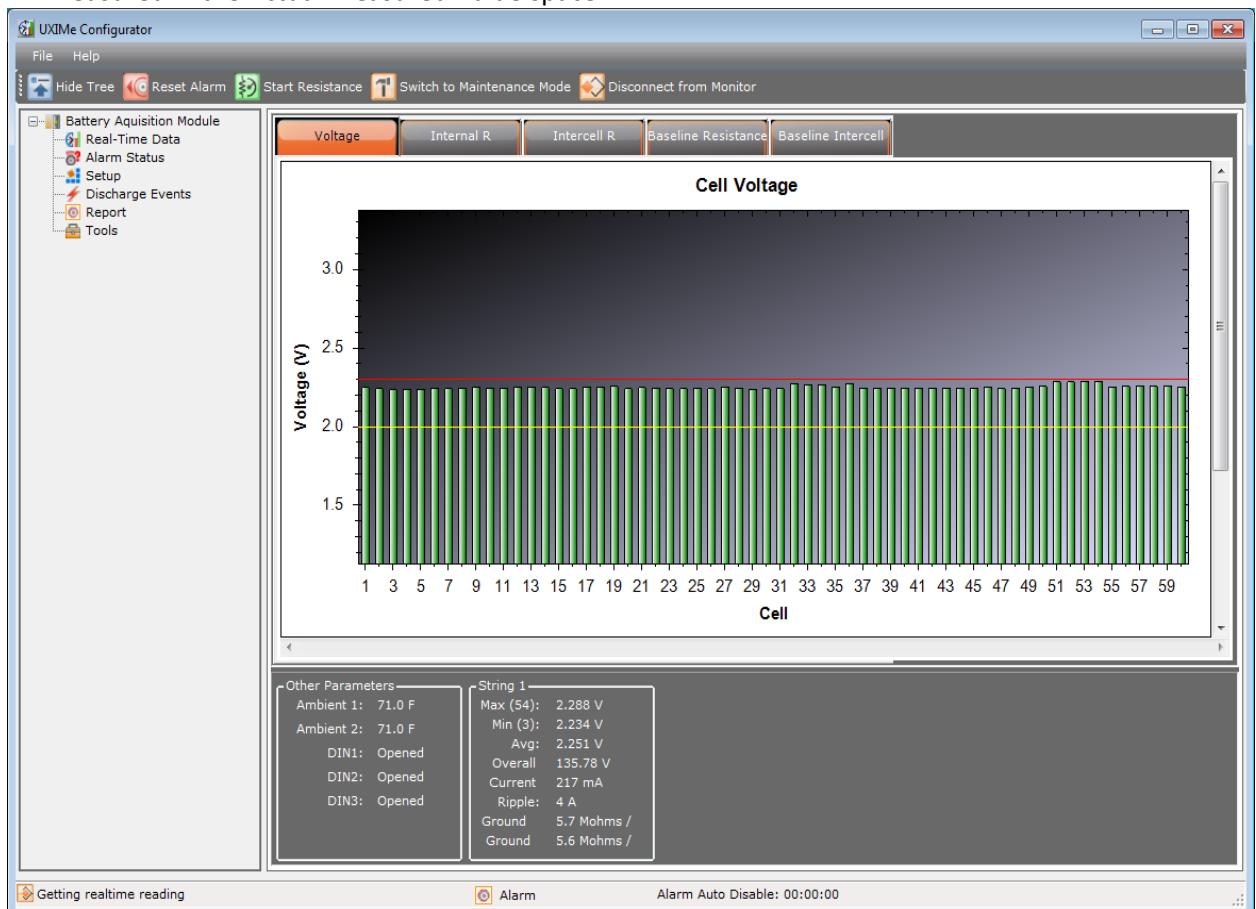 UXIMe Configurator
File Help
Hide Tree Reset Alarm Start Resistance Switch to Maintenance Mode Disconnect from Monitor
Battery Aquisition Module
Real-Time Data
Alarm Status
Setup
Discharge Events
Report
Tools
Voltage Internal R Intercell R Baseline Resistance Baseline Intercell
Cell Voltage
Voltage (V)
3.0
2.5
2.0
1.5
1 3 5 7 9 11 13 15 17 19 21 23 25 27 29 31 33 35 37 39 41 43 45 47 49 51 53 55 57 59
Cell
Other Parameters
Ambient 1: 71.0 F
Ambient 2: 71.0 F
DIN1: Opened
DIN2: Opened
DIN3: Opened
String 1
Max (54): 2.288 V
Min (3): 2.234 V
Avg: 2.251 V
Overall 135.78 V
Current 217 mA
Ripple: 4 A
Ground 5.7 Mohms /
Ground 5.6 Mohms /
Getting realtime reading Alarm Alarm Auto Disable: 00:00:00